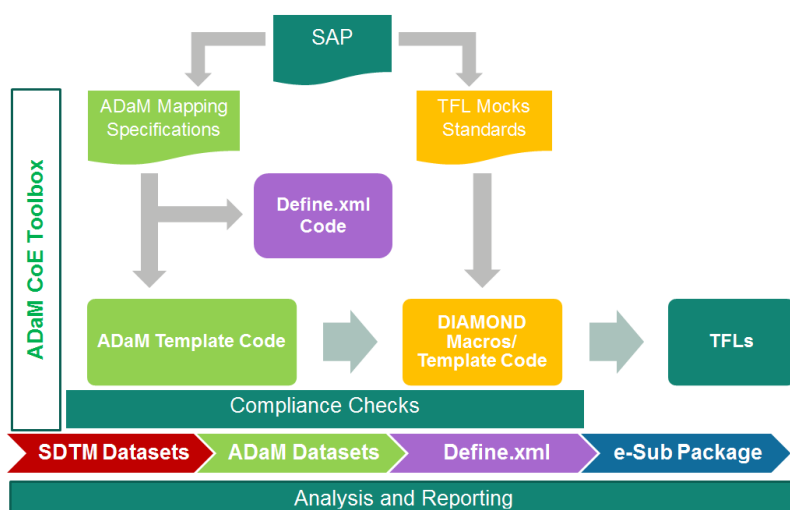 SAP
ADaM Mapping
Specifications
TFL Mocks
Standards
ADaM CoE Toolbox
Define.xml
Code
ADaM Template Code
DIAMOND
Macros/
Template Code
TFLs
Compliance Checks
SDTM Datasets
ADaM Datasets
Define.xml
e-Sub Package
Analysis and Reporting